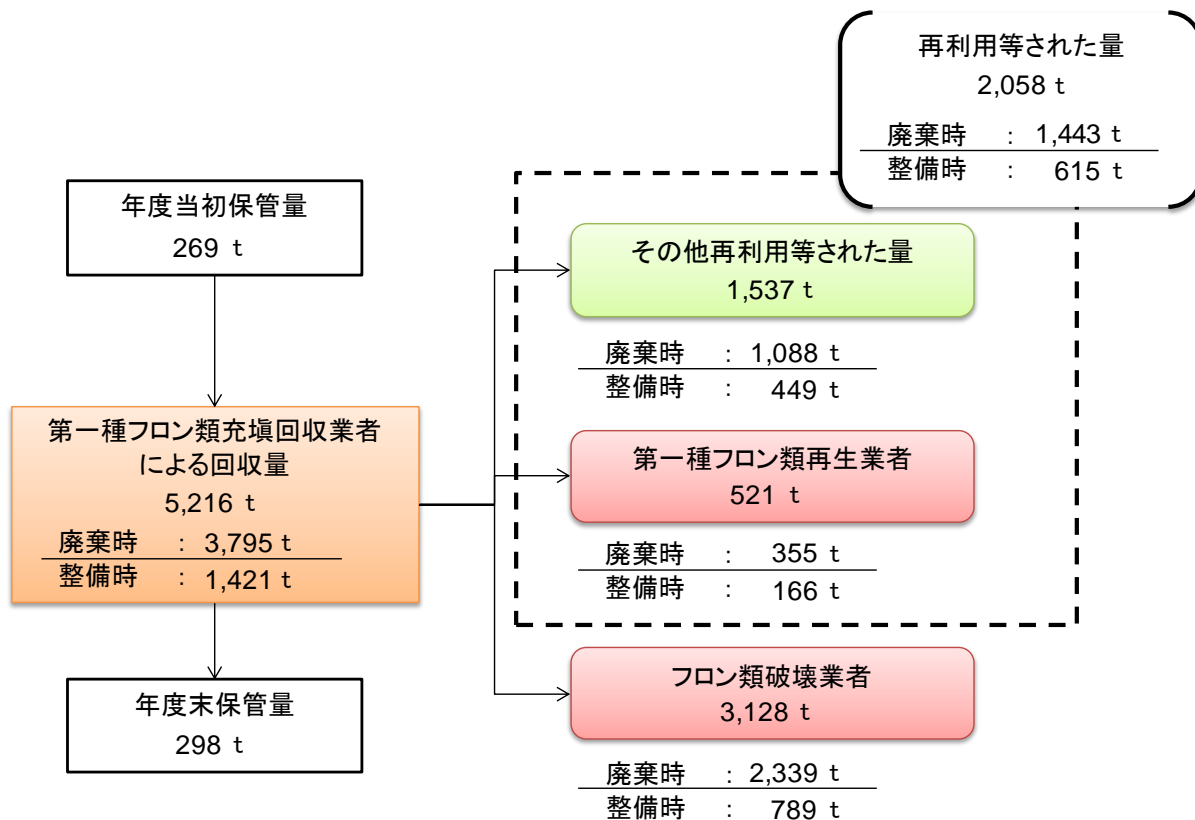 再利用等された量
2,058 t
廃棄時 : 1,443 t
整備時 : 615 t
年度当初保管量
269 t
その他再利用等された量
1,537 t
廃棄時 : 1,088 t
整備時 : 449 t
第一種フロン類充塡回収業者
による回収量
5,216 t
廃棄時 : 3,795 t
整備時 : 1,421 t
第一種フロン類再生業者
521 t
廃棄時 : 355 t
整備時 : 166 t
年度末保管量
298 t
フロン類破壊業者
3,128 t
廃棄時 : 2,339 t
整備時 : 789 t